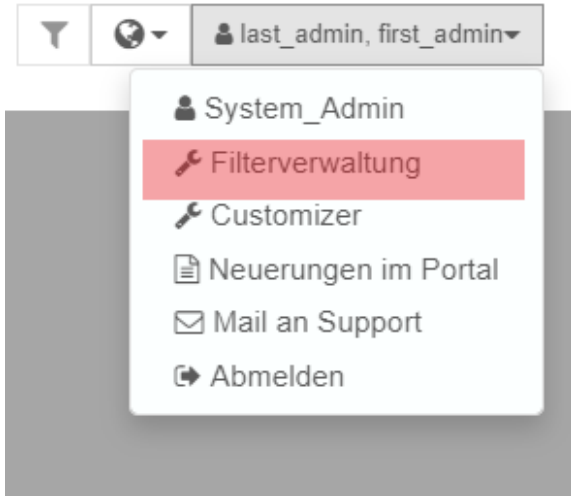 last_admin, first_admin
System_Admin
Filterverwaltung
Customizer
Neuerungen im Portal
Mail an Support
Abmelden